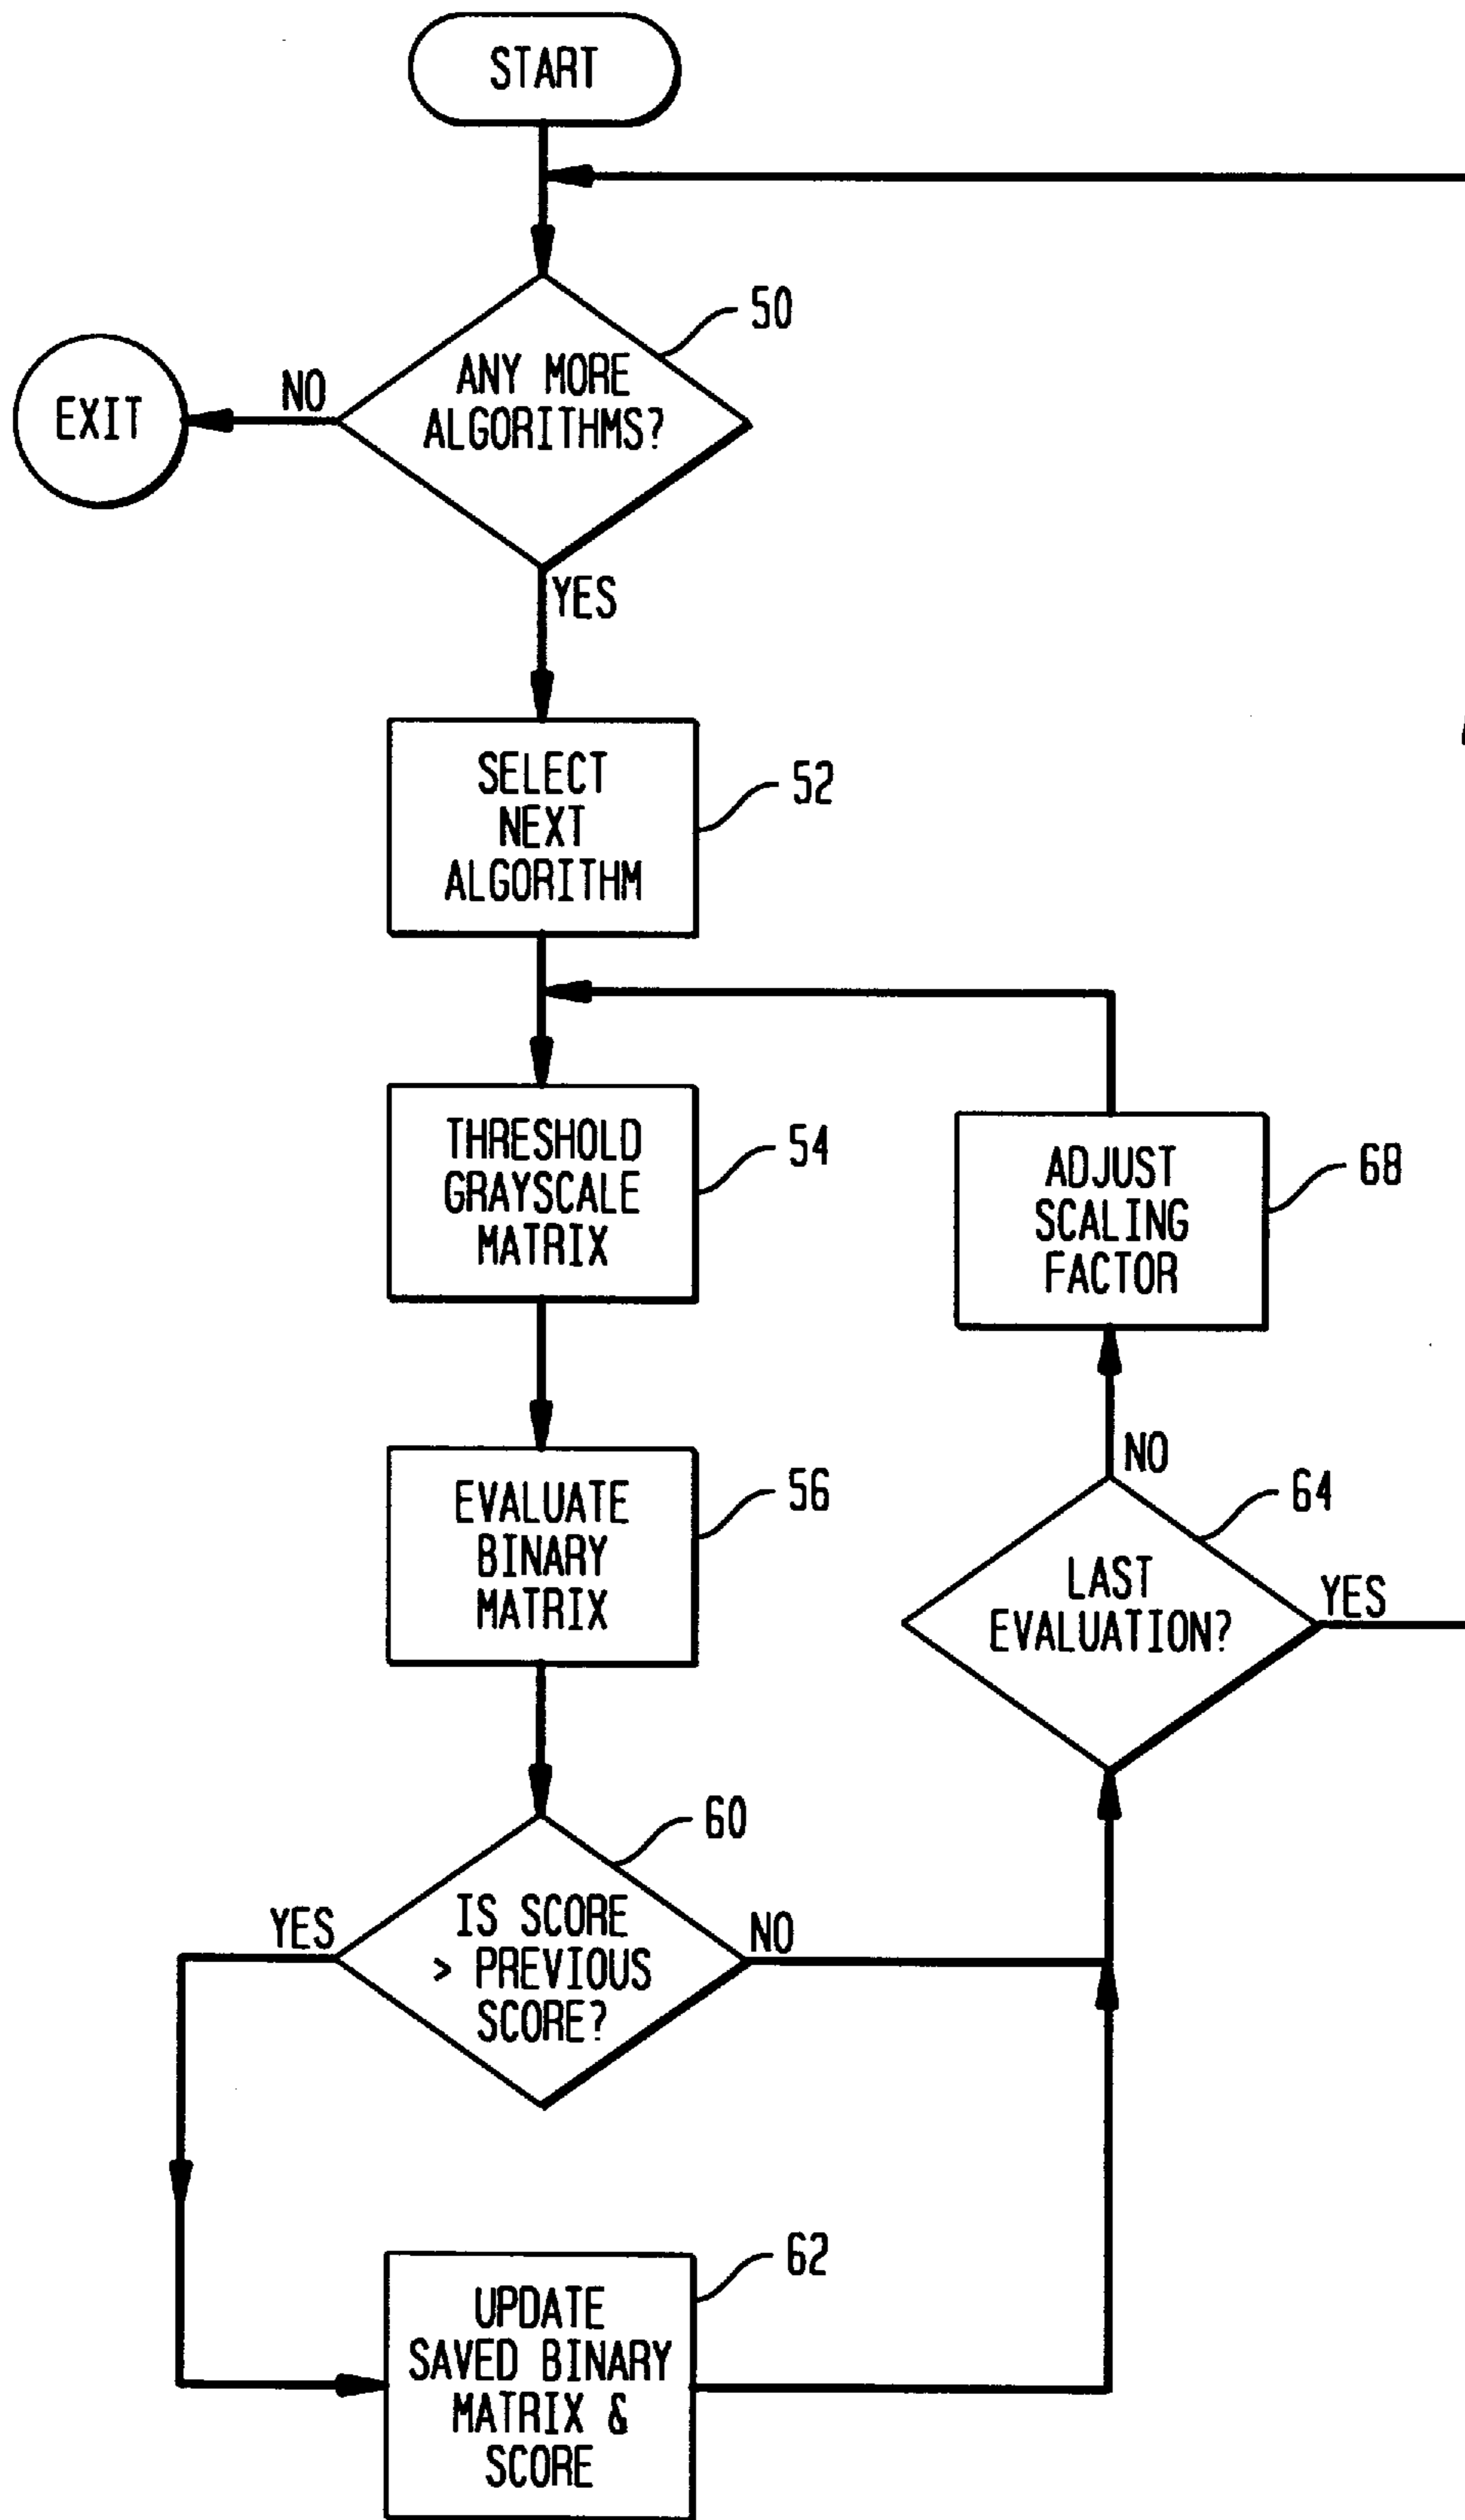 START
50
ANY MORE
ALGORITHMS?
NO
EXIT
YES
SELECT
NEXT
ALGORITHM
52
THRESHOLD
GRAYSCALE
MATRIX
54
ADJUST
SCALING
FACTOR
68
EVALUATE
BINARY
MATRIX
56
NO
64
LAST
EVALUATION?
YES
60
IS SCORE
> PREVIOUS
SCORE?
YES
NO
62
UPDATE
SAVED BINARY
MATRIX &
SCORE